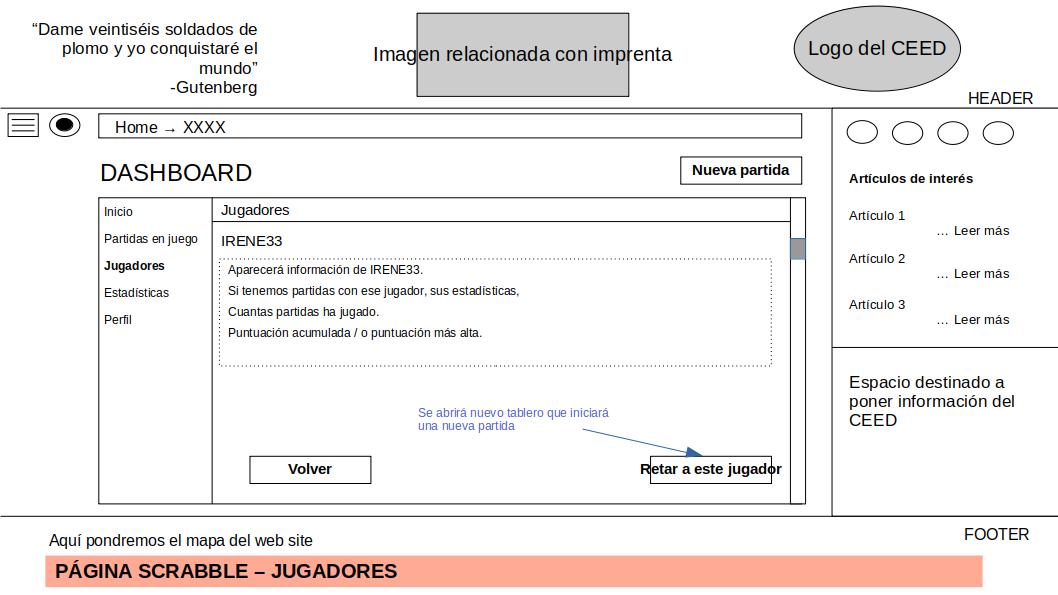 “Dame veintiséis soldados de
plomo y yo conquistaré el
mundo”
-Gutenberg
Imagen relacionada con imprenta
Logo del CEED
HEADER
Home → XXXX
DASHBOARD
Nueva partida
Inicio
Partidas en juego
Jugadores
Estadísticas
Perfil
Jugadores
IRENE33
Aparecerá información de IRENE33.
Si tenemos partidas con ese jugador, sus estadísticas,
Cuantas partidas ha jugado.
Puntuación acumulada / o puntuación más alta.
Se abrirá nuevo tablero que iniciará
una nueva partida
Volver
Retar a este jugador
Artículos de interés
Artículo 1
... Leer más
Artículo 2
... Leer más
Artículo 3
... Leer más
Espacio destinado a
poner información del
CEED
FOOTER
Aquí pondremos el mapa del web site
PÁGINA SCRABBLE – JUGADORES